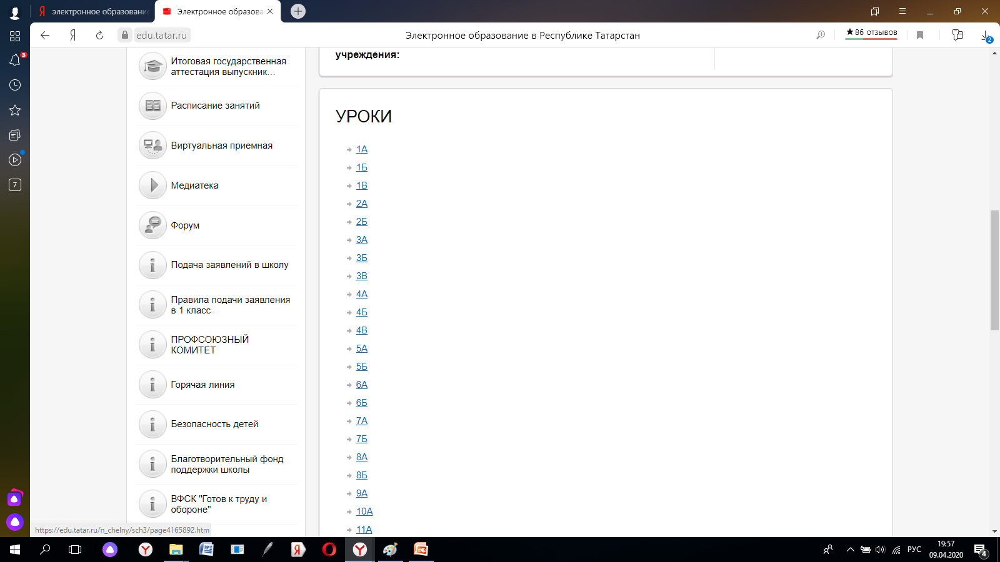 электронное образование
Электронное образова
edu.tatar.ru
Электронное образование в Республике Татарстан
★86 отзывов
2
3
7
Итоговая государственная
аттестация выпускник...
Расписание занятий
Виртуальная приемная
Медиатека
Форум
Подача заявлений в школу
Правила подачи заявления
в 1 класс
ПРОФСОЮЗНЫЙ
КОМИТЕТ
Горячая линия
Безопасность детей
Благотворительный фонд
поддержки школы
ВФСК "Готов к труду и
обороне"
учреждения:
УРОКИ
1А
1Б
1В
2А
2Б
3А
3Б
3В
4А
4Б
4В
5А
5Б
6А
6Б
7А
7Б
8А
8Б
9А
10А
11А
https://edu.tatar.ru/n_chelny/sch3/page4165892.htm
РУС
19:57
09.04.2020
4